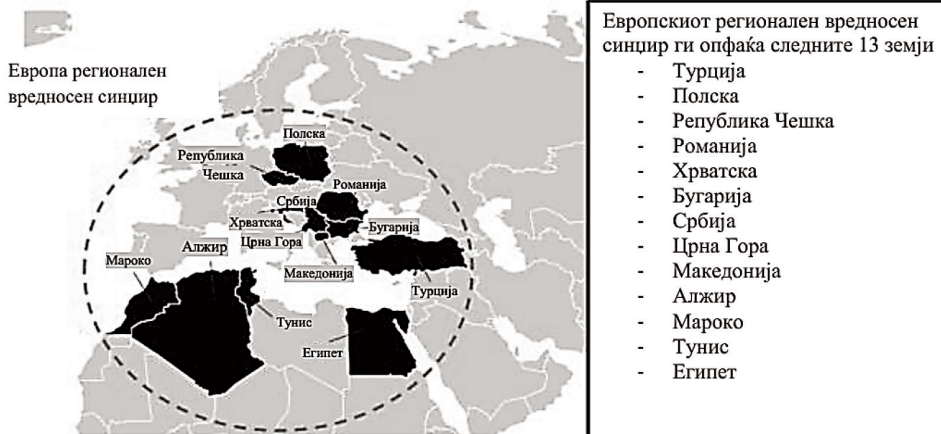 Европа регионален
вредносен синџир
Полска
Република
Чешка
Романија
Србија
Хрватска
Бугарија
Црна Гора
Алжир
Мароко
Македонија
Турција
Тунис
Египет
Европскиот регионален вредносен
синџир ги опфаќа следните 13 земји
- Турција
- Полска
- Република Чешка
- Романија
- Хрватска
- Бугарија
- Србија
- Црна Гора
- Македонија
- Алжир
- Мароко
- Тунис
- Египет